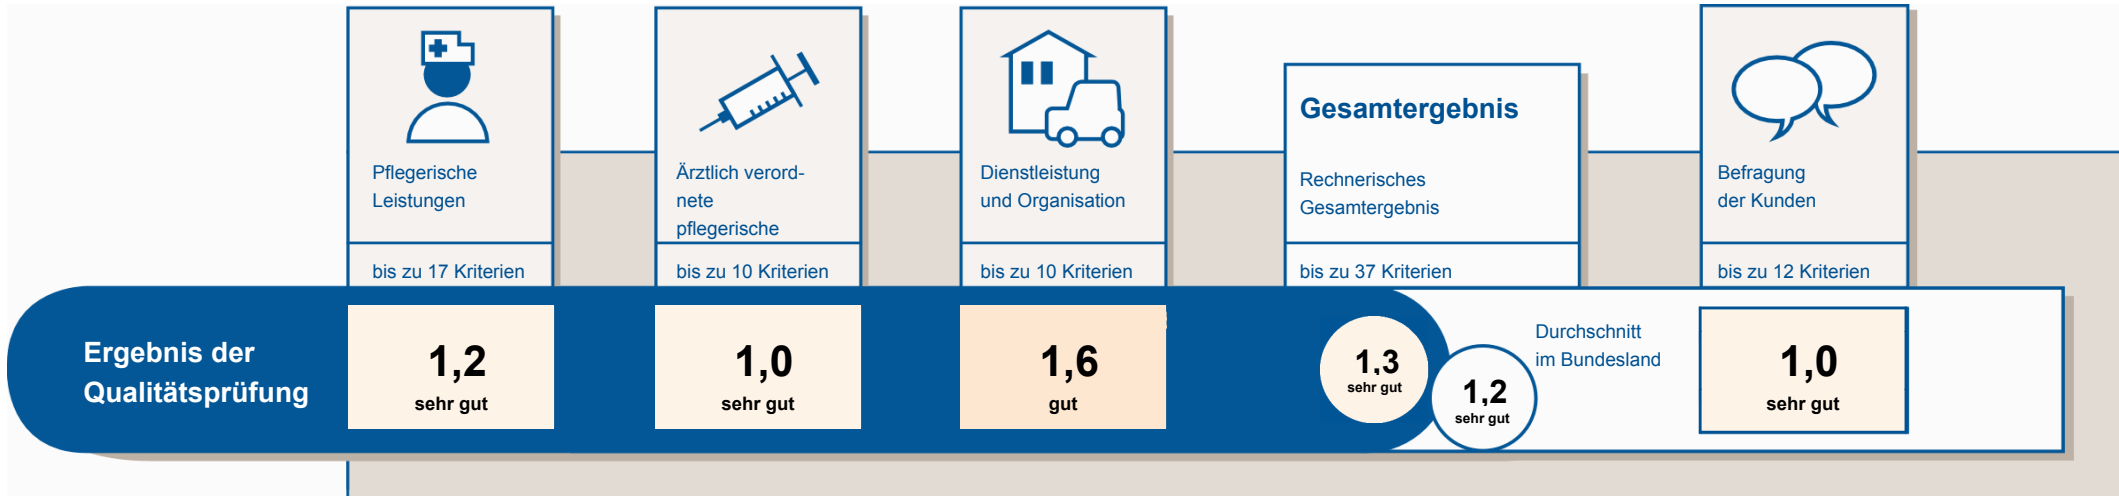 Pflegerische
Leistungen
bis zu 17 Kriterien
Ärztlich verord-
nete
pflegerische
bis zu 10 Kriterien
Dienstleistung
und Organisation
bis zu 10 Kriterien
Gesamtergebnis
Rechnerisches
Gesamtergebnis
bis zu 37 Kriterien
Befragung
der Kunden
bis zu 12 Kriterien
Ergebnis der
Qualitätsprüfung
1,2
sehr gut
1,0
sehr gut
1,6
gut
1,3
sehr gut
1,2
sehr gut
Durchschnitt
im Bundesland
1,0
sehr gut